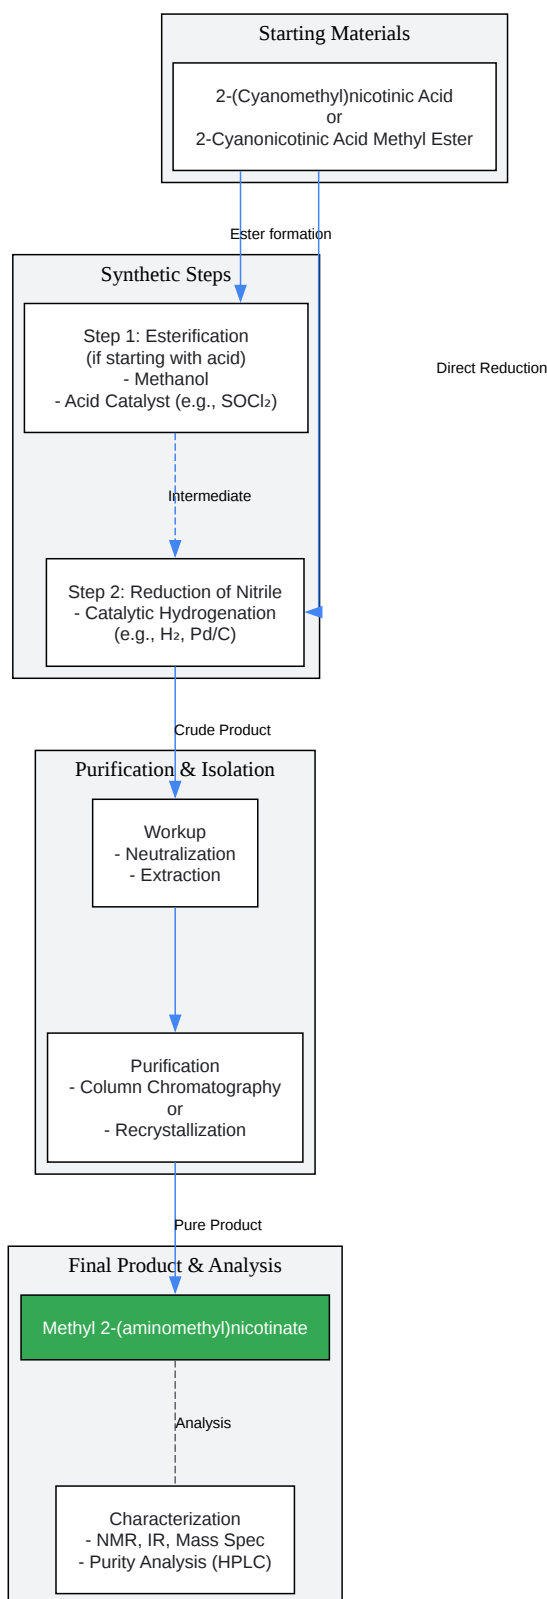 Starting Materials
2-(Cyanomethyl)nicotinic Acid
or
2-Cyanonicotinic Acid Methyl Ester
Ester formation
Synthetic Steps
Step 1: Esterification
(if starting with acid)
- Methanol
- Acid Catalyst (e.g., SOCl₂)
Direct Reduction
Intermediate
Step 2: Reduction of Nitrile
- Catalytic Hydrogenation
(e.g., H₂, Pd/C)
Crude Product
Purification & Isolation
Workup
- Neutralization
- Extraction
Purification
- Column Chromatography
or
- Recrystallization
Pure Product
Final Product & Analysis
Methyl 2-(aminomethyl)nicotinate
Analysis
Characterization
- NMR, IR, Mass Spec
- Purity Analysis (HPLC)